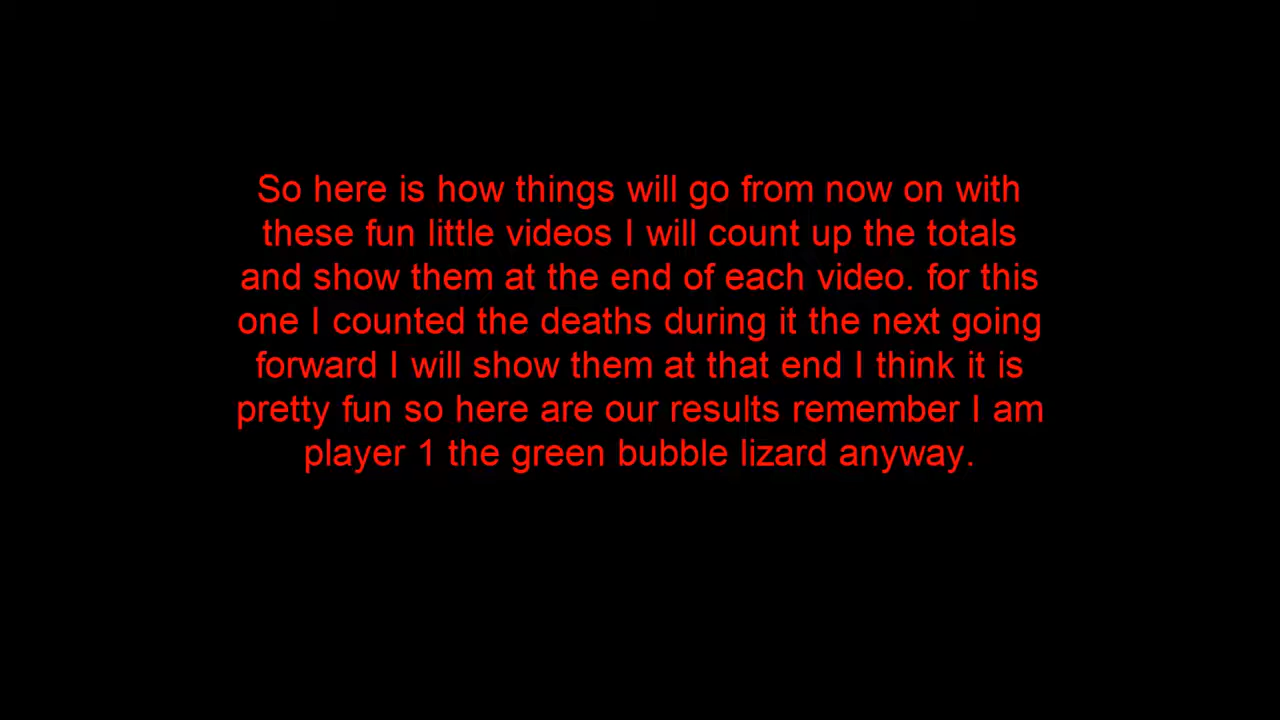 So here is how things will go from now on with
these fun little videos I will count up the totals
and show them at the end of each video. for this
one I counted the deaths during it the next going
forward I will show them at that end I think it is
pretty fun so here are our results remember I am
player 1 the green bubble lizard anyway.